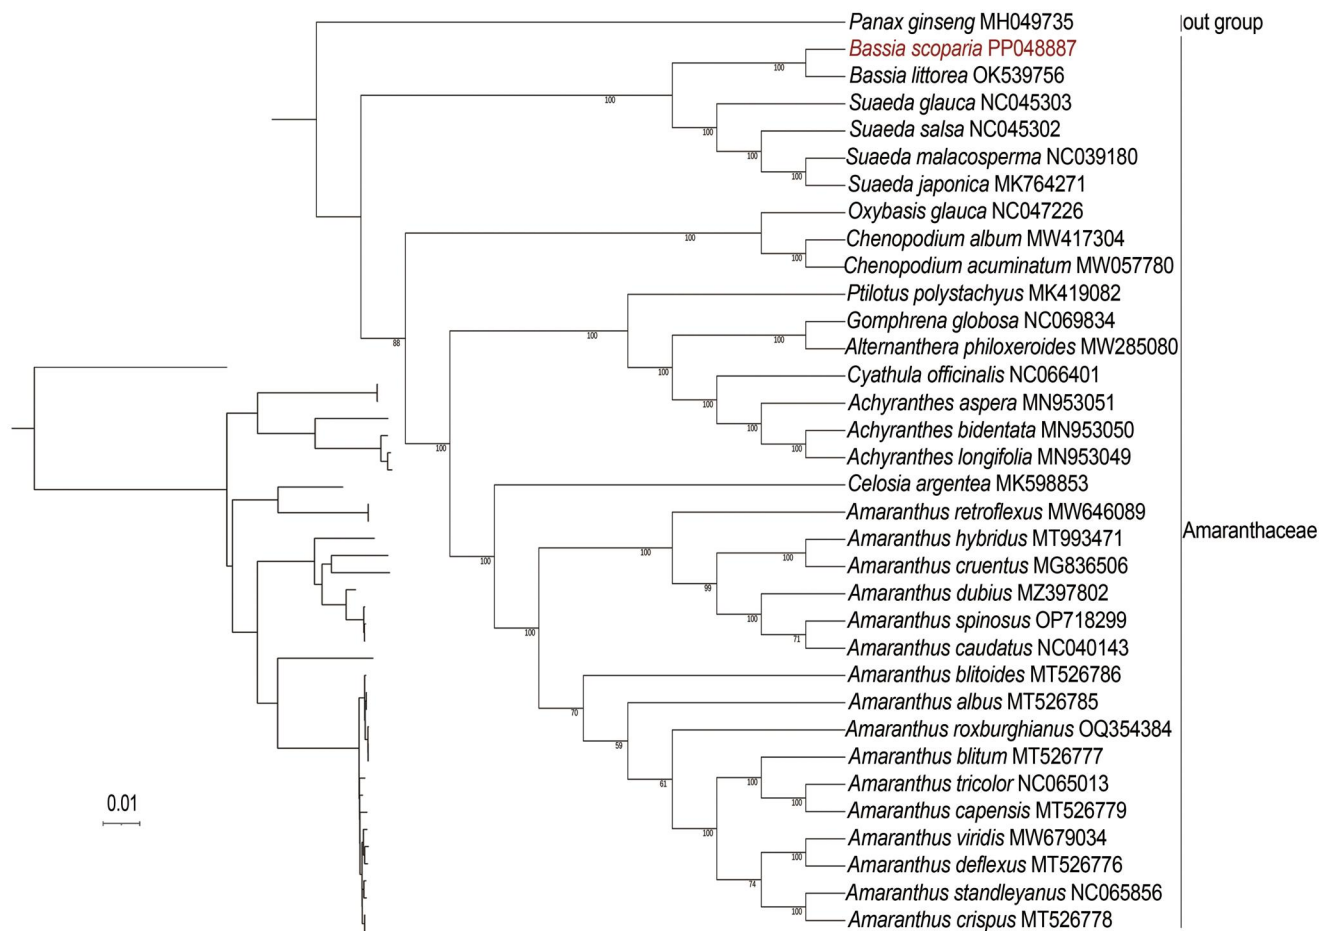 Panax ginseng MH049735
out group
Bassia scoparia PP048887
100
Bassia littorea OK539756
100
Suaeda glauca NC045303
100
Suaeda salsa NC045302
100
Suaeda malacosperma NC039180
100
Suaeda japonica MK764271
Oxybasis glauca NC047226
100
Chenopodium album MW417304
100
Chenopodium acuminatum MW057780
Ptilotus polystachyus MK419082
Gomphrena globosa NC069834
100
100
88
Alternanthera philoxeroides MW285080
100
Cyathula officinalis NC066401
100
Achyranthes aspera MN953051
100
Achyranthes bidentata MN953050
100
100
Achyranthes longifolia MN953049
Celosia argentea MK598853
Amaranthus retroflexus MW646089
Amaranthaceae
Amaranthus hybridus MT993471
100
100
100
Amaranthus cruentus MG836506
99
Amaranthus dubius MZ397802
100
Amaranthus spinosus OP718299
100
71
Amaranthus caudatus NC040143
Amaranthus blitoides MT526786
Amaranthus albus MT526785
70
Amaranthus roxburghianus OQ354384
59
Amaranthus blitum MT526777
100
61
Amaranthus tricolor NC065013
100
0.01
Amaranthus capensis MT526779
100
Amaranthus viridis MW679034
100
Amaranthus deflexus MT526776
74
Amaranthus standleyanus NC065856
100
Amaranthus crispus MT526778